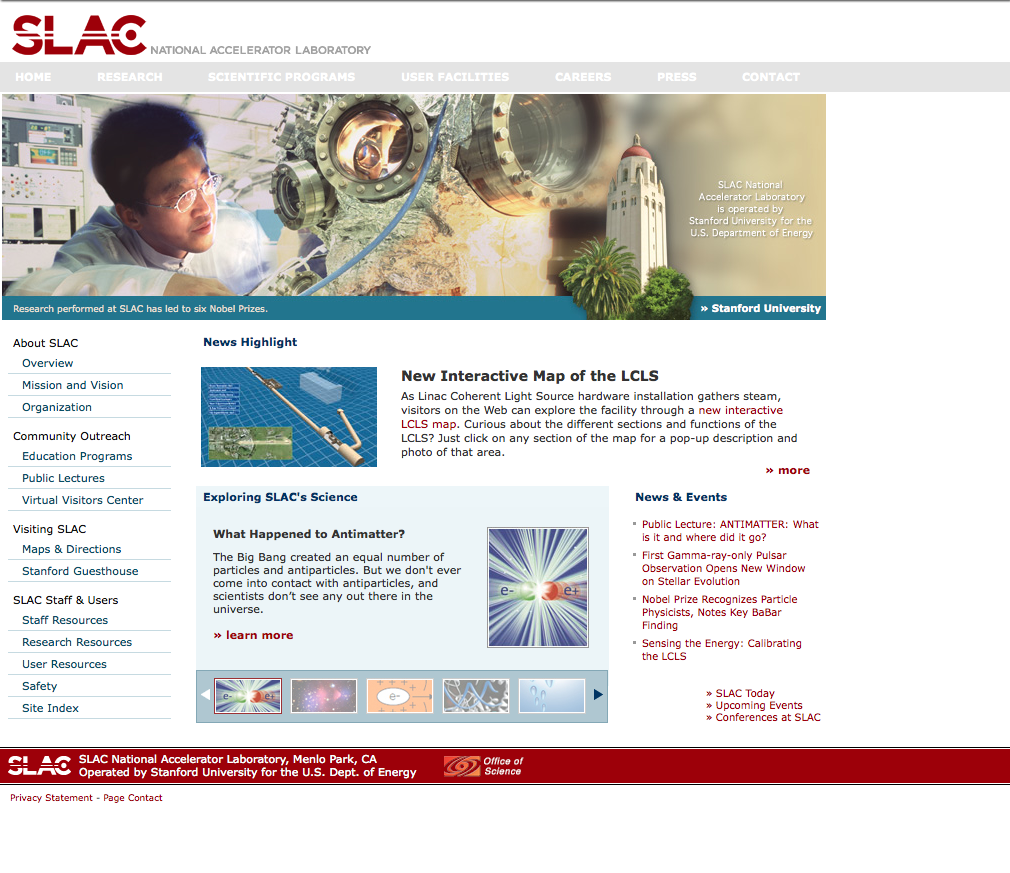 SLAC NATIONAL ACCELERATOR LABORATORY
HOME RESEARCH SCIENTIFIC PROGRAMS USER FACILITIES CAREERS PRESS CONTACT
SLAC National
Accelerator Laboratory
is operated by
Stanford University for the
U.S. Department of Energy
Research performed at SLAC has led to six Nobel Prizes.
» Stanford University
About SLAC
Overview
Mission and Vision
Organization
Community Outreach
Education Programs
Public Lectures
Virtual Visitors Center
Visiting SLAC
Maps & Directions
Stanford Guesthouse
SLAC Staff & Users
Staff Resources
Research Resources
User Resources
Safety
Site Index
News Highlight
New Interactive Map of the LCLS
As Linac Coherent Light Source hardware installation gathers steam,
visitors on the Web can explore the facility through a new interactive
LCLS map. Curious about the different sections and functions of the
LCLS? Just click on any section of the map for a pop-up description and
photo of that area.
» more
Exploring SLAC's Science
What Happened to Antimatter?
The Big Bang created an equal number of
particles and antiparticles. But we don't ever
come into contact with antiparticles, and
scientists don’t see any out there in the
universe.
» learn more
e- e+
e- e+
e-
News & Events
Public Lecture: ANTIMATTER: What
is it and where did it go?
First Gamma-ray-only Pulsar
Observation Opens New Window
on Stellar Evolution
Nobel Prize Recognizes Particle
Physicists, Notes Key BaBar
Finding
Sensing the Energy: Calibrating
the LCLS
» SLAC Today
» Upcoming Events
» Conferences at SLAC
SLAC
SLAC National Accelerator Laboratory, Menlo Park, CA
Operated by Stanford University for the U.S. Dept. of Energy
Office of
Science
Privacy Statement - Page Contact